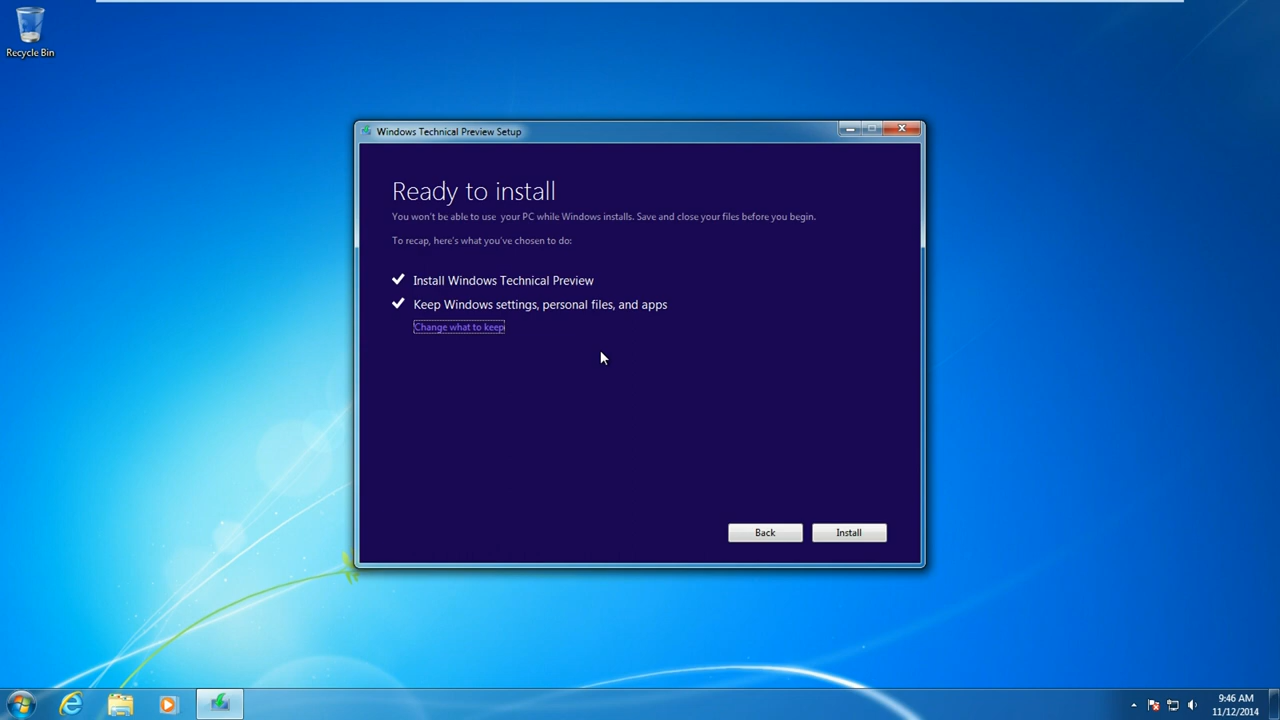 Recycle Bin
Windows Technical Preview Setup
Ready to install
You won't be able to use your PC while Windows installs. Save and close your files before you begin.
To recap, here's what you've chosen to do:
Install Windows Technical Preview
Keep Windows settings, personal files, and apps
Change what to keep
Back
Install
9:46 AM
11/12/2014